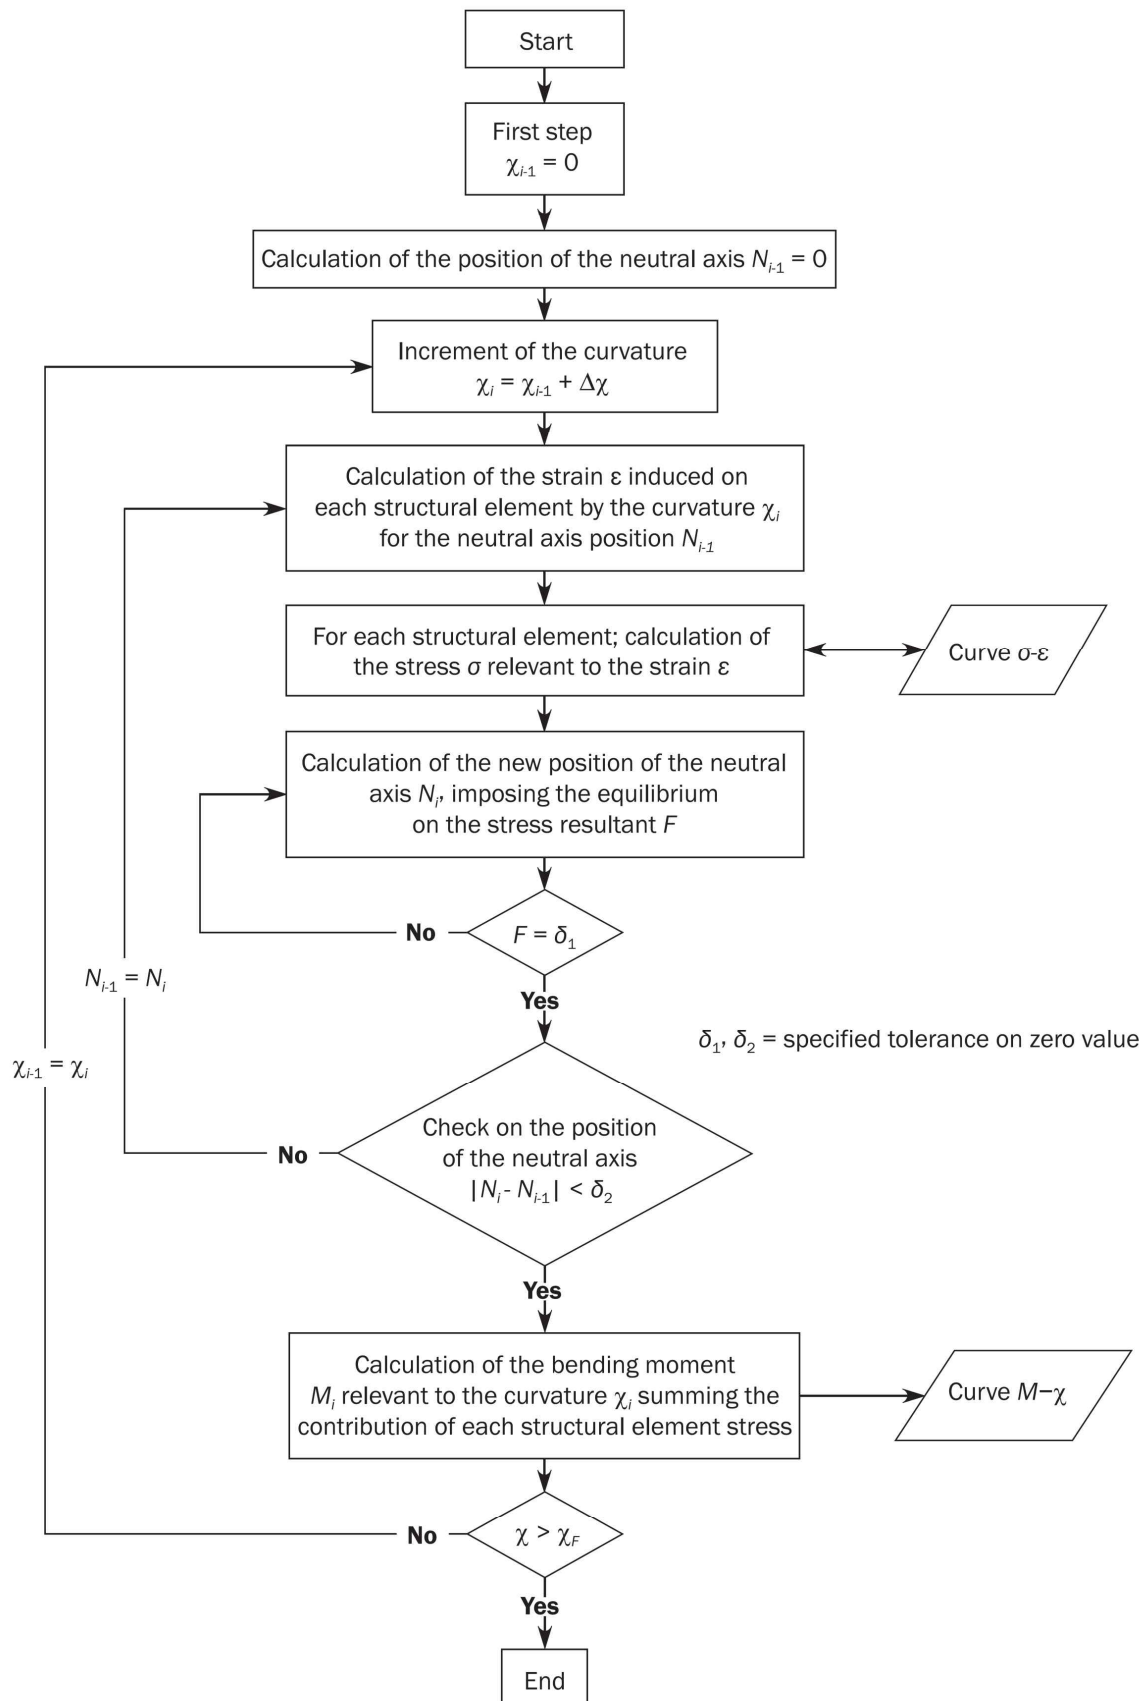 Start
First step
χi-1 = 0
Calculation of the position of the neutral axis Ni-1 = 0
Increment of the curvature
χi = χi-1 + Δχ
Calculation of the strain ε induced on
each structural element by the curvature χi
for the neutral axis position Ni-1
For each structural element; calculation of
the stress σ relevant to the strain ε
Curve σ-ε
Calculation of the new position of the neutral
axis Ni, imposing the equilibrium
on the stress resultant F
F = δ1
No
Yes
Ni-1 = Ni
δ1, δ2 = specified tolerance on zero value
χi-1 = χi
Check on the position
of the neutral axis
|Ni - Ni-1| < δ2
No
Yes
Calculation of the bending moment
Mi relevant to the curvature χi summing the
contribution of each structural element stress
Curve M–χ
χ > χF
No
Yes
End